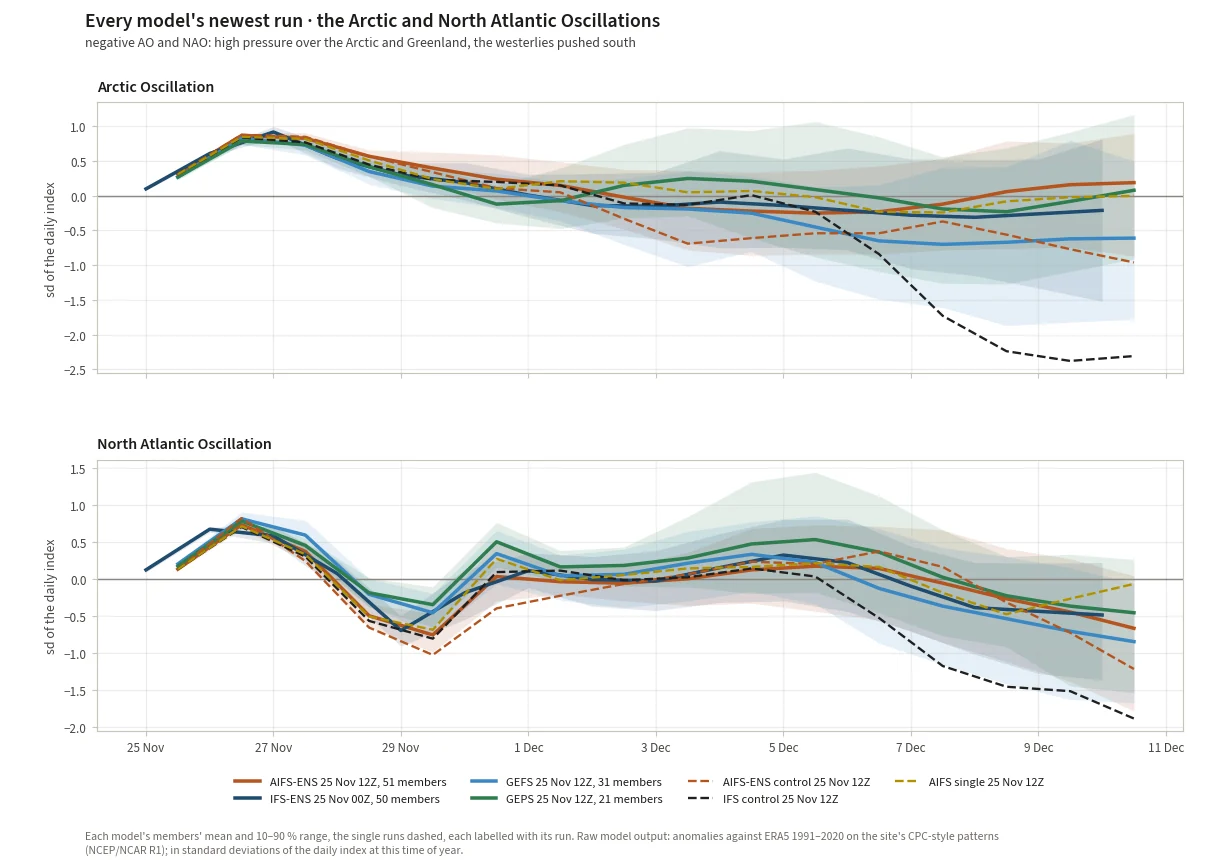 Every model's newest run · the Arctic and North Atlantic Oscillations
negative AO and NAO: high pressure over the Arctic and Greenland, the westerlies pushed south
Arctic Oscillation
1.0
0.5
0.0
−0.5
−1.0
−1.5
−2.0
−2.5
sd of the daily index
North Atlantic Oscillation
1.5
1.0
0.5
0.0
−0.5
−1.0
−1.5
−2.0
sd of the daily index
25 Nov 27 Nov 29 Nov 1 Dec 3 Dec 5 Dec 7 Dec 9 Dec 11 Dec
AIFS-ENS 25 Nov 12Z, 51 members GEFS 25 Nov 12Z, 31 members AIFS-ENS control 25 Nov 12Z AIFS single 25 Nov 12Z
IFS-ENS 25 Nov 00Z, 50 members GEPS 25 Nov 12Z, 21 members IFS control 25 Nov 12Z
Each model's members' mean and 10–90 % range, the single runs dashed, each labelled with its run. Raw model output: anomalies against ERA5 1991–2020 on the site's CPC-style patterns
(NCEP/NCAR R1); in standard deviations of the daily index at this time of year.